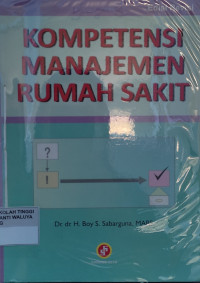 KOMPETENSI
MANAJEMEN
RUMAH SAKIT
?
!
Dr. dr. H. Boy S. Sabarguna, MARS